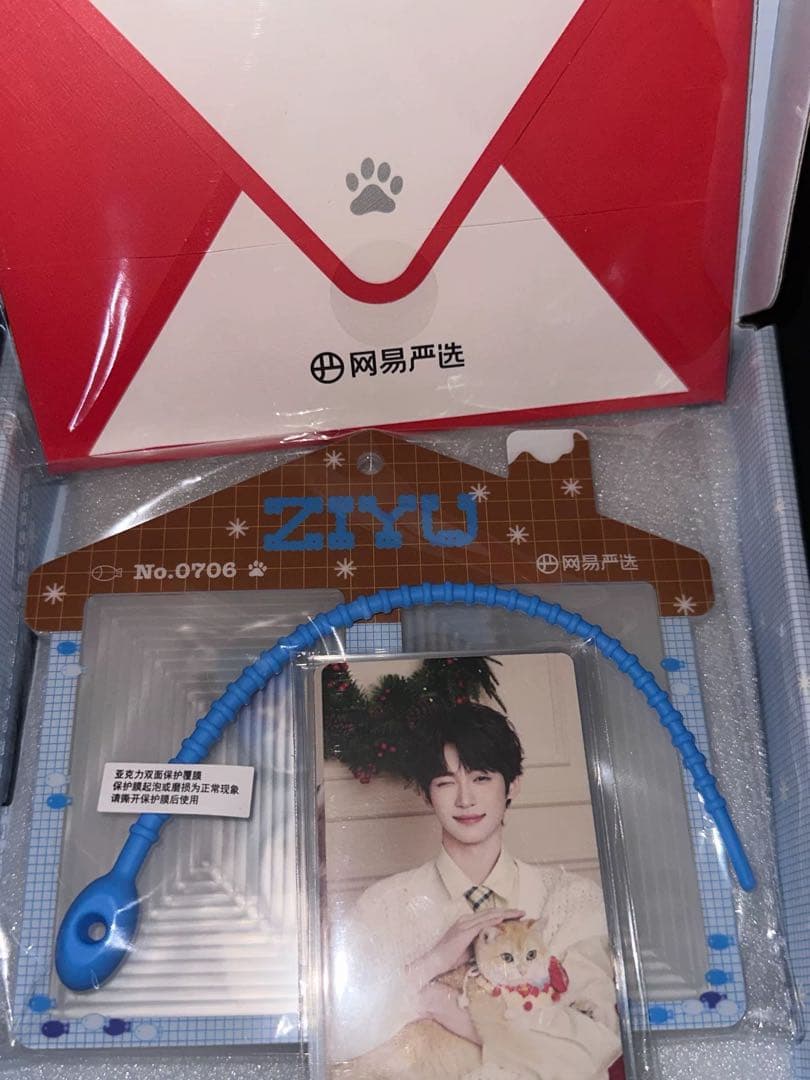 网易严选
ZIYU
No.0706
网易严选
亚克力双面保护覆膜
保护膜起泡或磨损为正常现象
请撕开保护膜后使用